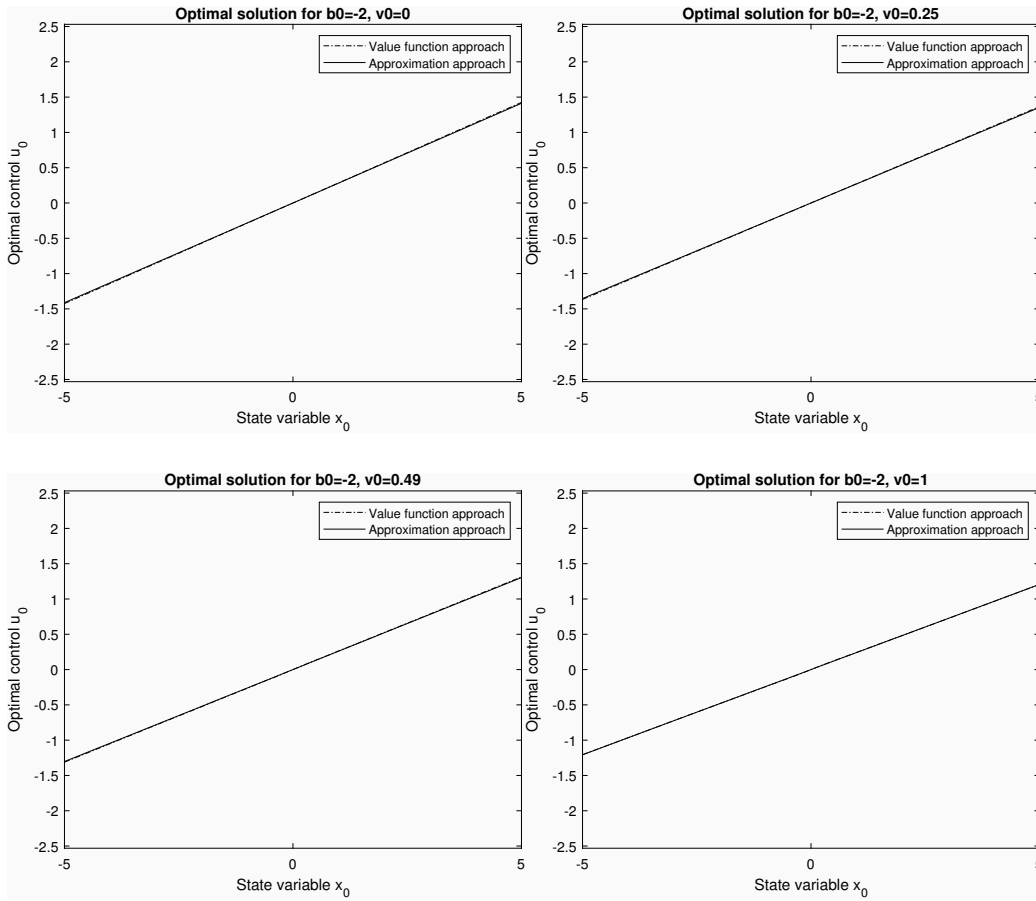 Optimal solution for b0=-2, v0=0
2.5
2
1.5
1
0.5
0
-0.5
-1
-1.5
-2
-2.5
Optimal control u0
Value function approach
Approximation approach
-5
0
5
State variable x0
Optimal solution for b0=-2, v0=0.25
2.5
2
1.5
1
0.5
0
-0.5
-1
-1.5
-2
-2.5
Optimal control u0
Value function approach
Approximation approach
-5
0
5
State variable x0
Optimal solution for b0=-2, v0=0.49
2.5
2
1.5
1
0.5
0
-0.5
-1
-1.5
-2
-2.5
Optimal control u0
Value function approach
Approximation approach
-5
0
5
State variable x0
Optimal solution for b0=-2, v0=1
2.5
2
1.5
1
0.5
0
-0.5
-1
-1.5
-2
-2.5
Optimal control u0
Value function approach
Approximation approach
-5
0
5
State variable x0